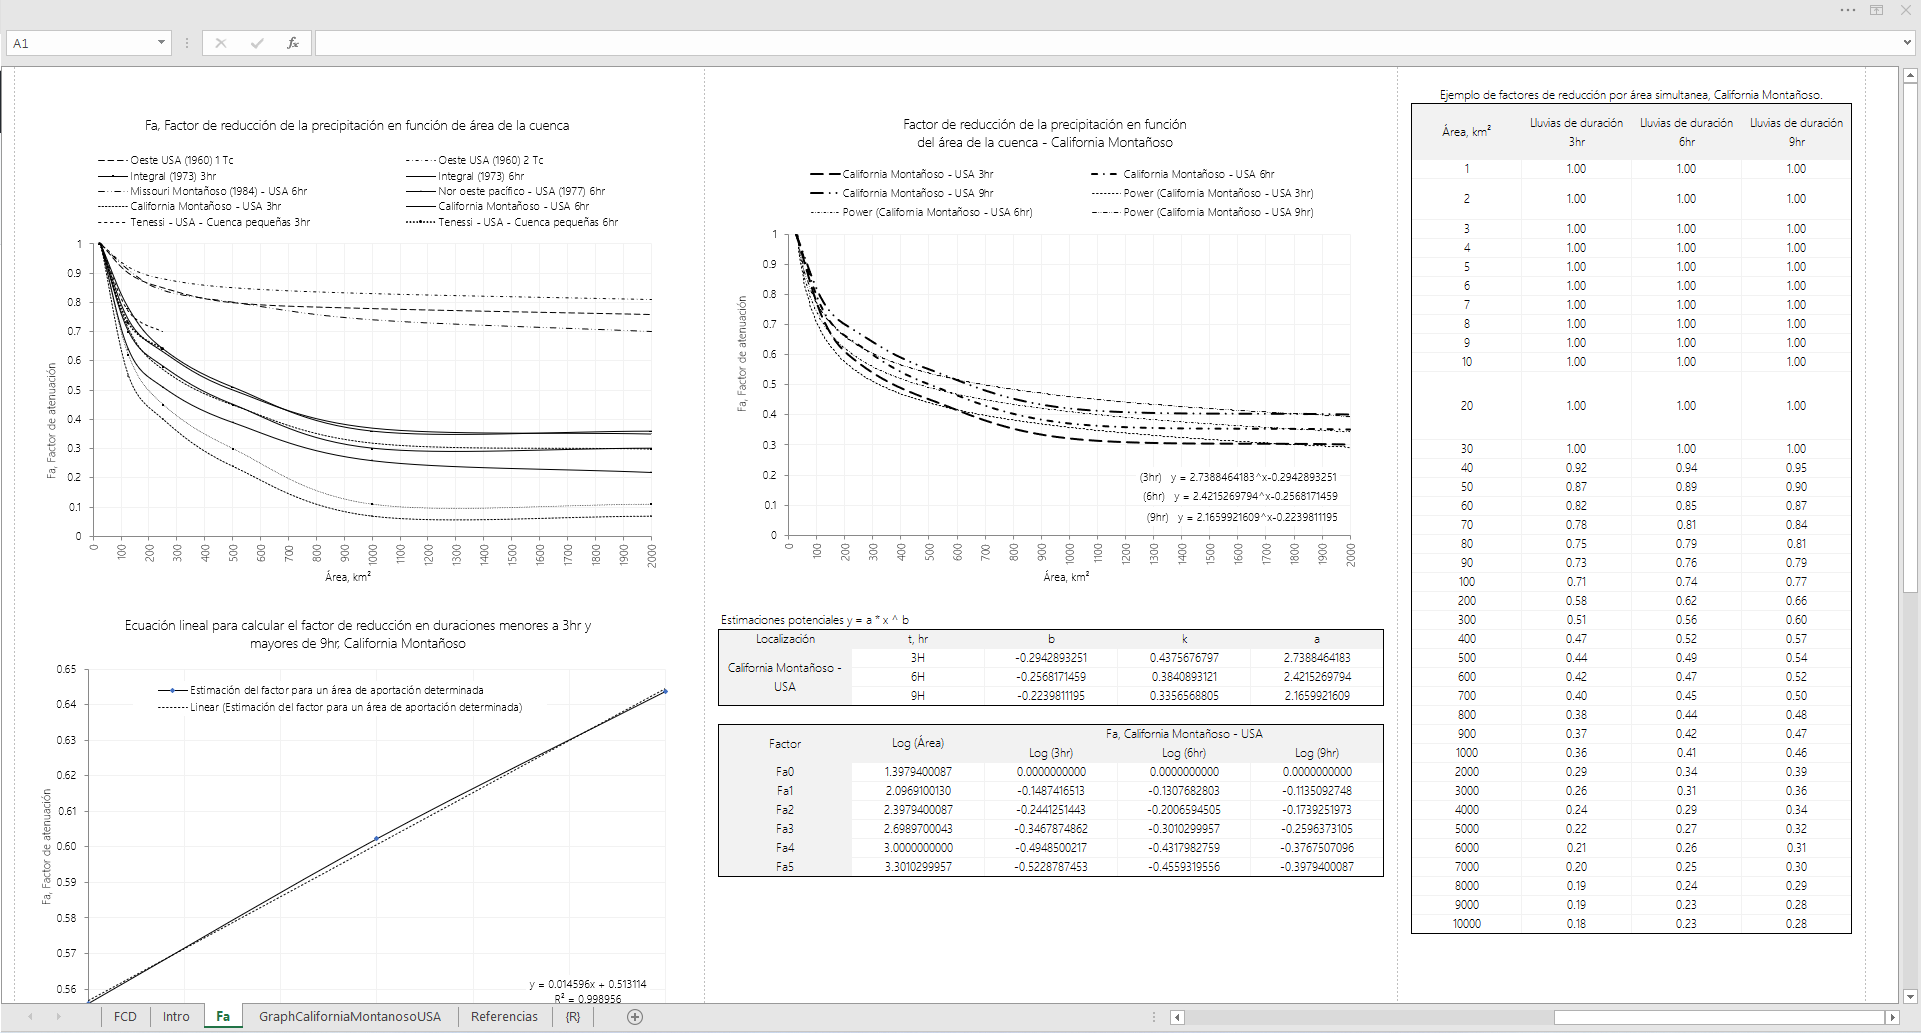 A1
fx
Fa, Factor de reducción de la precipitación en función de área de la cuenca
Oeste USA (1960) 1 Tc
Oeste USA (1960) 2 Tc
Integral (1973) 3hr
Integral (1973) 6hr
Missouri Montañoso (1984) - USA 6hr
Nor oeste pacífico - USA (1977) 6hr
California Montañoso - USA 3hr
California Montañoso - USA 6hr
Tenessi - USA - Cuenca pequeñas 3hr
Tenessi - USA - Cuenca pequeñas 6hr
Fa, Factor de atenuación
1
0.9
0.8
0.7
0.6
0.5
0.4
0.3
0.2
0.1
0
0 100 200 300 400 500 600 700 800 900 1000 1100 1200 1300 1400 1500 1600 1700 1800 1900 2000
Área, km²
Ecuación lineal para calcular el factor de reducción en duraciones menores a 3hr y
mayores de 9hr, California Montañoso
Estimación del factor para un área de aportación determinada
Linear (Estimación del factor para un área de aportación determinada)
Fa, Factor de atenuación
0.65
0.64
0.63
0.62
0.61
0.60
0.59
0.58
0.57
0.56
y = 0.014596x + 0.513114
R² = 0.998956
Factor de reducción de la precipitación en función
del área de la cuenca - California Montañoso
California Montañoso - USA 3hr
California Montañoso - USA 6hr
California Montañoso - USA 9hr
Power (California Montañoso - USA 3hr)
Power (California Montañoso - USA 6hr)
Power (California Montañoso - USA 9hr)
Fa, Factor de atenuación
1
0.9
0.8
0.7
0.6
0.5
0.4
0.3
0.2
0.1
0
(3hr) y = 2.7388464183^x-0.2942893251
(6hr) y = 2.4215269794^x-0.2568171459
(9hr) y = 2.1659921609^x-0.2239811195
0 100 200 300 400 500 600 700 800 900 1000 1100 1200 1300 1400 1500 1600 1700 1800 1900 2000
Área, km²
Estimaciones potenciales y = a * x ^ b
Localización t, hr b k a
California Montañoso - USA
3H -0.2942893251 0.4375676797 2.7388464183
6H -0.2568171459 0.3840893121 2.4215269794
9H -0.2239811195 0.3356568805 2.1659921609
Factor Log (Área) Fa, California Montañoso - USA
Log (3hr) Log (6hr) Log (9hr)
Fa0 1.3979400087 0.0000000000 0.0000000000 0.0000000000
Fa1 2.0969100130 -0.1487416513 -0.1307682803 -0.1135092748
Fa2 2.3979400087 -0.2441251443 -0.2006594505 -0.1739251973
Fa3 2.6989700043 -0.3467874862 -0.3010299957 -0.2596373105
Fa4 3.0000000000 -0.4948500217 -0.4317982759 -0.3767507096
Fa5 3.3010299957 -0.5228787453 -0.4559319556 -0.3979400087
Ejemplo de factores de reducción por área simultanea, California Montañoso.
Área, km² Lluvias de duración 3hr Lluvias de duración 6hr Lluvias de duración 9hr
1 1.00 1.00 1.00
2 1.00 1.00 1.00
3 1.00 1.00 1.00
4 1.00 1.00 1.00
5 1.00 1.00 1.00
6 1.00 1.00 1.00
7 1.00 1.00 1.00
8 1.00 1.00 1.00
9 1.00 1.00 1.00
10 1.00 1.00 1.00
20 1.00 1.00 1.00
30 1.00 1.00 1.00
40 0.92 0.94 0.95
50 0.87 0.89 0.90
60 0.82 0.85 0.87
70 0.78 0.81 0.84
80 0.75 0.79 0.81
90 0.73 0.76 0.79
100 0.71 0.74 0.77
200 0.58 0.62 0.66
300 0.51 0.56 0.60
400 0.47 0.52 0.57
500 0.44 0.49 0.54
600 0.42 0.47 0.52
700 0.40 0.45 0.50
800 0.38 0.44 0.48
900 0.37 0.42 0.47
1000 0.36 0.41 0.46
2000 0.29 0.34 0.39
3000 0.26 0.31 0.36
4000 0.24 0.29 0.34
5000 0.22 0.27 0.32
6000 0.21 0.26 0.31
7000 0.20 0.25 0.30
8000 0.19 0.24 0.29
9000 0.19 0.23 0.28
10000 0.18 0.23 0.28
FCD Intro Fa GraphCaliforniaMontanosoUSA Referencias {R}